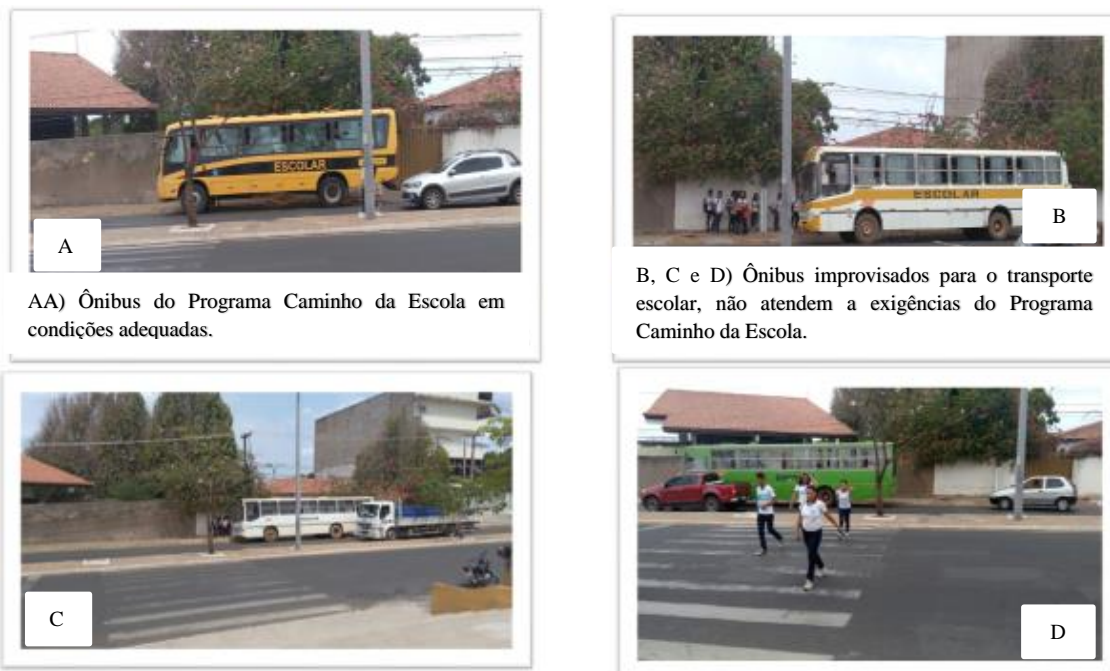 ESCOLAR
A
AA) Ônibus do Programa Caminho da Escola em
condições adequadas.
ESCOLAR
B
B, C e D) Ônibus improvisados para o transporte
escolar, não atendem a exigências do Programa
Caminho da Escola.
C
D